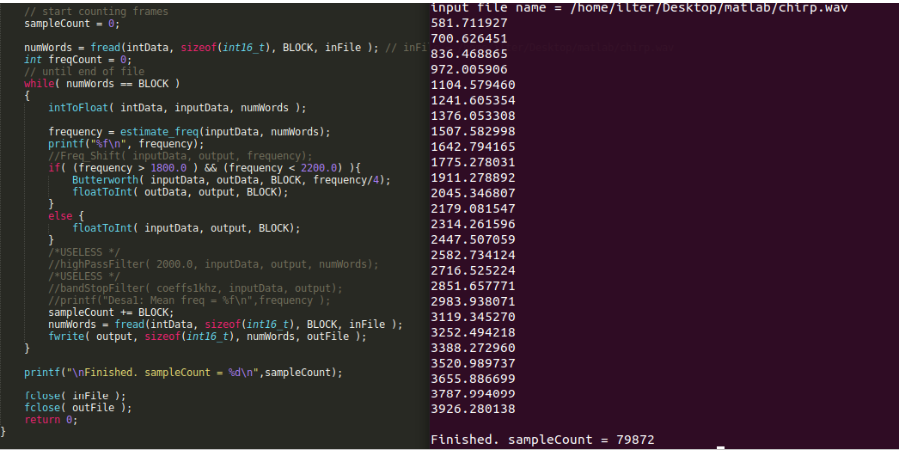 // start counting frames
sampleCount = 0;
numWords = fread(intData, sizeof(int16_t), BLOCK, inFile ); // inFi
int freqCount = 0;
// until end of file
while( numWords == BLOCK )
{
intToFloat( intData, inputData, numWords );
frequency = estimate_freq(inputData, numWords);
printf("%f\n", frequency);
//Freq_Shift( inputData, output, frequency);
if( (frequency > 1800.0 ) && (frequency < 2200.0) ){
Butterworth( inputData, outData, BLOCK, frequency/4);
floatToInt( outData, output, BLOCK);
}
else {
floatToInt( inputData, output, BLOCK);
}
/*USELESS */
//highPassFilter( 2000.0, inputData, output, numWords);
/*USELESS */
//bandStopFilter( coeffs1khz, inputData, output);
//printf("Desa1: Mean freq = %f\n",frequency );
sampleCount += BLOCK;
numWords = fread(intData, sizeof(int16_t), BLOCK, inFile );
fwrite( output, sizeof(int16_t), numWords, outFile );
}
printf("\nFinished. sampleCount = %d\n",sampleCount);
fclose( inFile );
fclose( outFile );
return 0;
}
input file name = /home/ilter/Desktop/matlab/chirp.wav
581.711927
700.626451
836.468865
972.005906
1104.579460
1241.605354
1376.053308
1507.582998
1642.794165
1775.278031
1911.278892
2045.346807
2179.081547
2314.261596
2447.507059
2582.734124
2716.525224
2851.657771
2983.938071
3119.345270
3252.494218
3388.272960
3520.989737
3655.886699
3787.994099
3926.280138
Finished. sampleCount = 79872